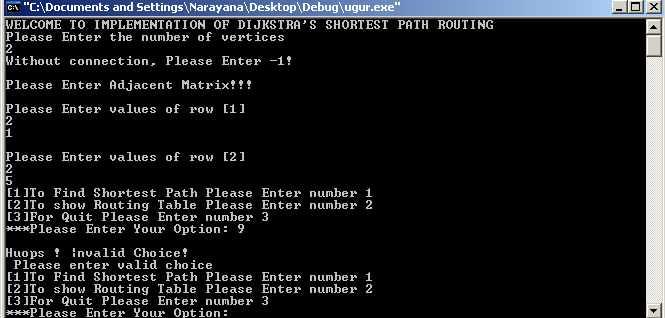 "C:\Documents and Settings\Narayana\Desktop\Debug\ugur.exe"
WELCOME TO IMPLEMENTATION OF DIJKSTRA'S SHORTEST PATH ROUTING
Please Enter the number of vertices
2
Without connection, Please Enter -1!
Please Enter Adjacent Matrix!!!
Please Enter values of row [1]
2
1
Please Enter values of row [2]
2
5
[1]To Find Shortest Path Please Enter number 1
[2]To show Routing Table Please Enter number 2
[3]For Quit Please Enter number 3
***Please Enter Your Option: 9
Huops ! ¦nvalid Choice!
Please enter valid choice
[1]To Find Shortest Path Please Enter number 1
[2]To show Routing Table Please Enter number 2
[3]For Quit Please Enter number 3
***Please Enter Your Option: